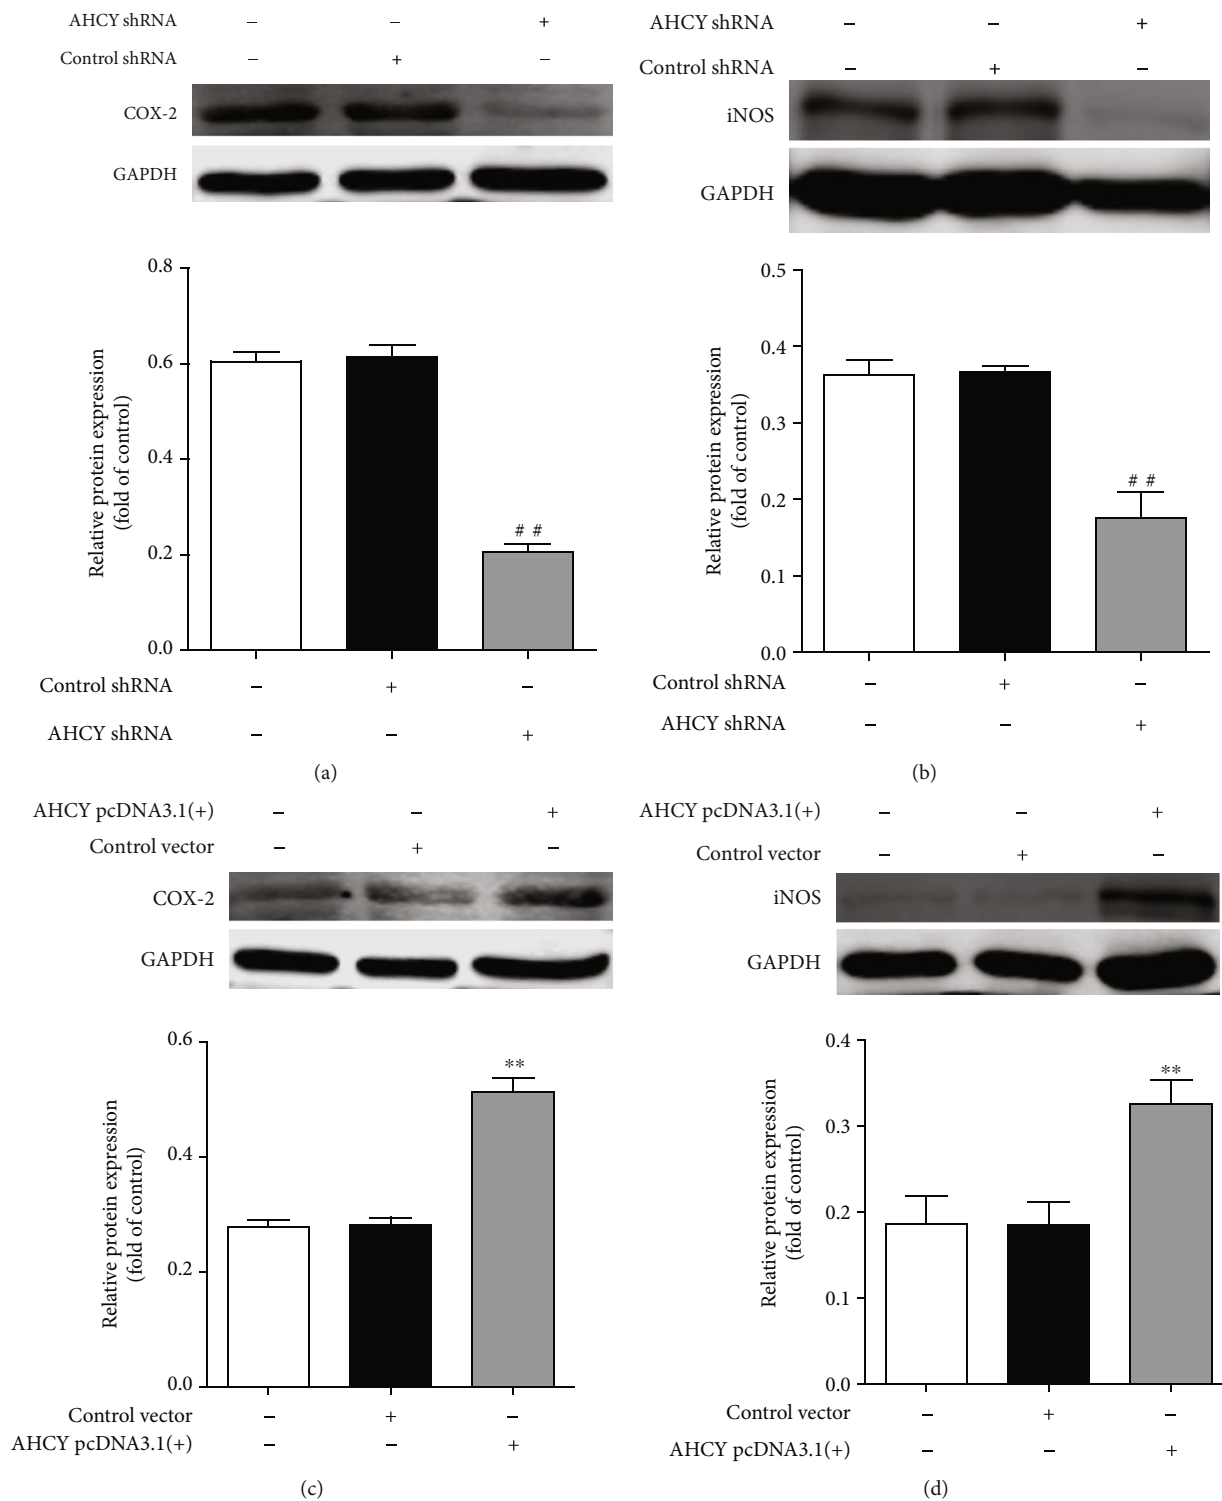 AHCY shRNA – – +
Control shRNA – + –
COX-2
GAPDH
0.8
0.6
0.4
0.2
0.0
Relative protein expression
(fold of control)
# #
Control shRNA – + –
AHCY shRNA – – +
(a)
AHCY shRNA – – +
Control shRNA – + –
iNOS
GAPDH
0.5
0.4
0.3
0.2
0.1
0.0
Relative protein expression
(fold of control)
# #
Control shRNA – + –
AHCY shRNA – – +
(b)
AHCY pcDNA3.1(+) – – +
Control vector – + –
COX-2
GAPDH
0.6
0.4
0.2
0.0
Relative protein expression
(fold of control)
**
Control vector – + –
AHCY pcDNA3.1(+) – – +
(c)
AHCY pcDNA3.1(+) – – +
Control vector – + –
iNOS
GAPDH
0.4
0.3
0.2
0.1
0.0
Relative protein expression
(fold of control)
**
Control vector – + –
AHCY pcDNA3.1(+) – – +
(d)